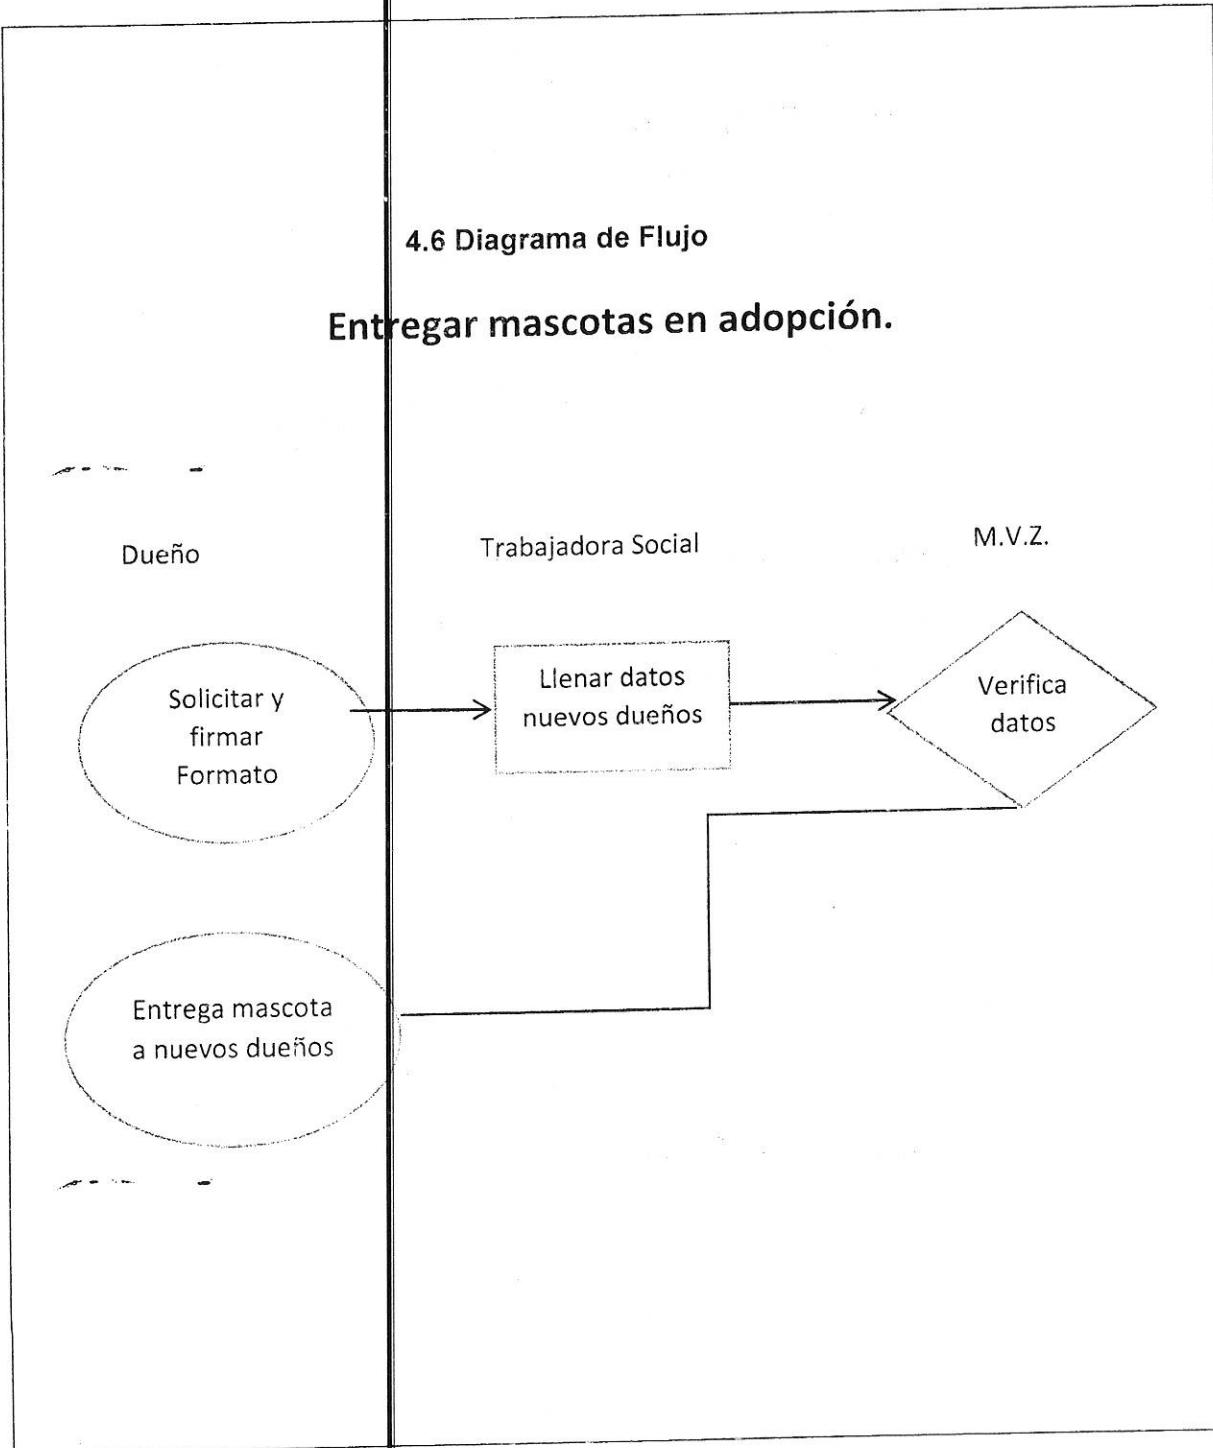 4.6 Diagrama de Flujo
Entregar mascotas en adopción.
Dueño
Trabajadora Social
M.V.Z.
Solicitar y
firmar
Formato
Llenar datos
nuevos dueños
Verifica
datos
Entrega mascota
a nuevos dueños